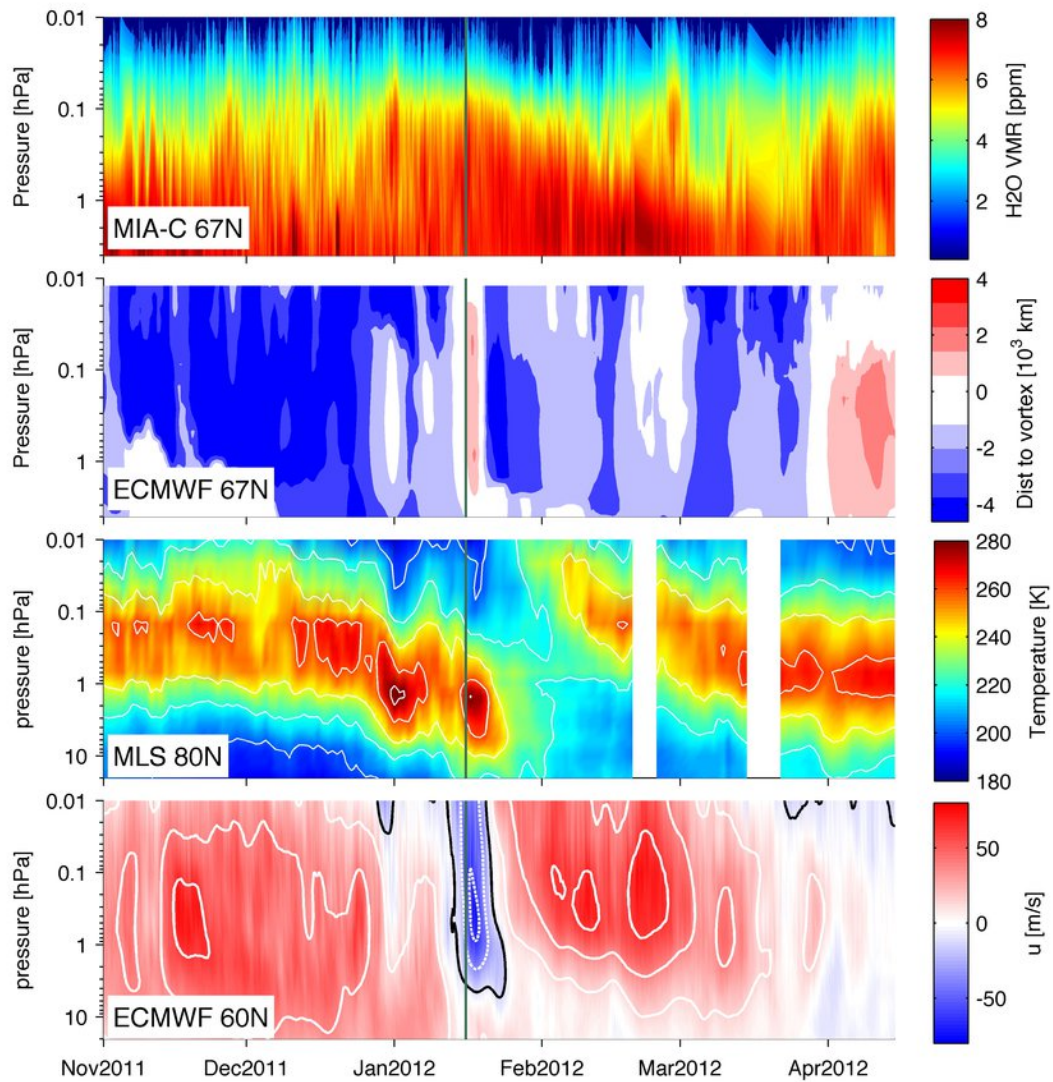 0.01
0.1
1
Pressure [hPa]
MIA-C 67N
8
6
4
2
H2O VMR [ppm]
0.01
0.1
1
Pressure [hPa]
ECMWF 67N
4
2
0
-2
-4
Dist to vortex [10³ km]
0.01
0.1
1
10
pressure [hPa]
MLS 80N
280
260
240
220
200
180
Temperature [K]
0.01
0.1
1
10
pressure [hPa]
ECMWF 60N
50
0
-50
u [m/s]
Nov2011 Dec2011 Jan2012 Feb2012 Mar2012 Apr2012